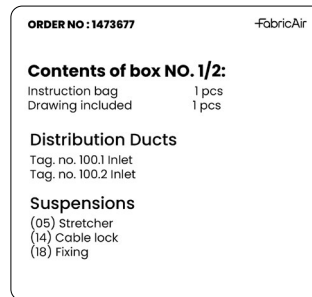 ORDER NO : 1473677
FabricAir
Contents of box NO. 1/2:
Instruction bag 1 pcs
Drawing included 1 pcs
Distribution Ducts
Tag. no. 100.1 Inlet
Tag. no. 100.2 Inlet
Suspensions
(05) Stretcher
(14) Cable lock
(18) Fixing